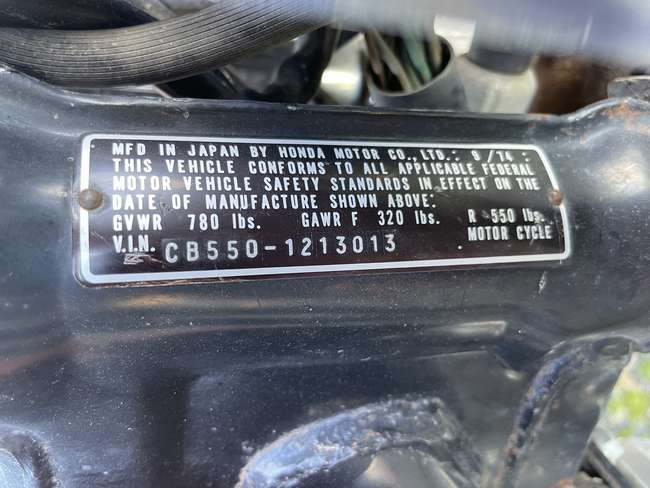 MFD IN JAPAN BY HONDA MOTOR CO., LTD.: 9/74 :
THIS VEHICLE CONFORMS TO ALL APPLICABLE FEDERAL
MOTOR VEHICLE SAFETY STANDARDS IN EFFECT ON THE
DATE OF MANUFACTURE SHOWN ABOVE:
GVWR 780 lbs. GAWR F 320 lbs. R 550 lbs.
V.I.N. CB550-1213013 MOTOR CYCLE